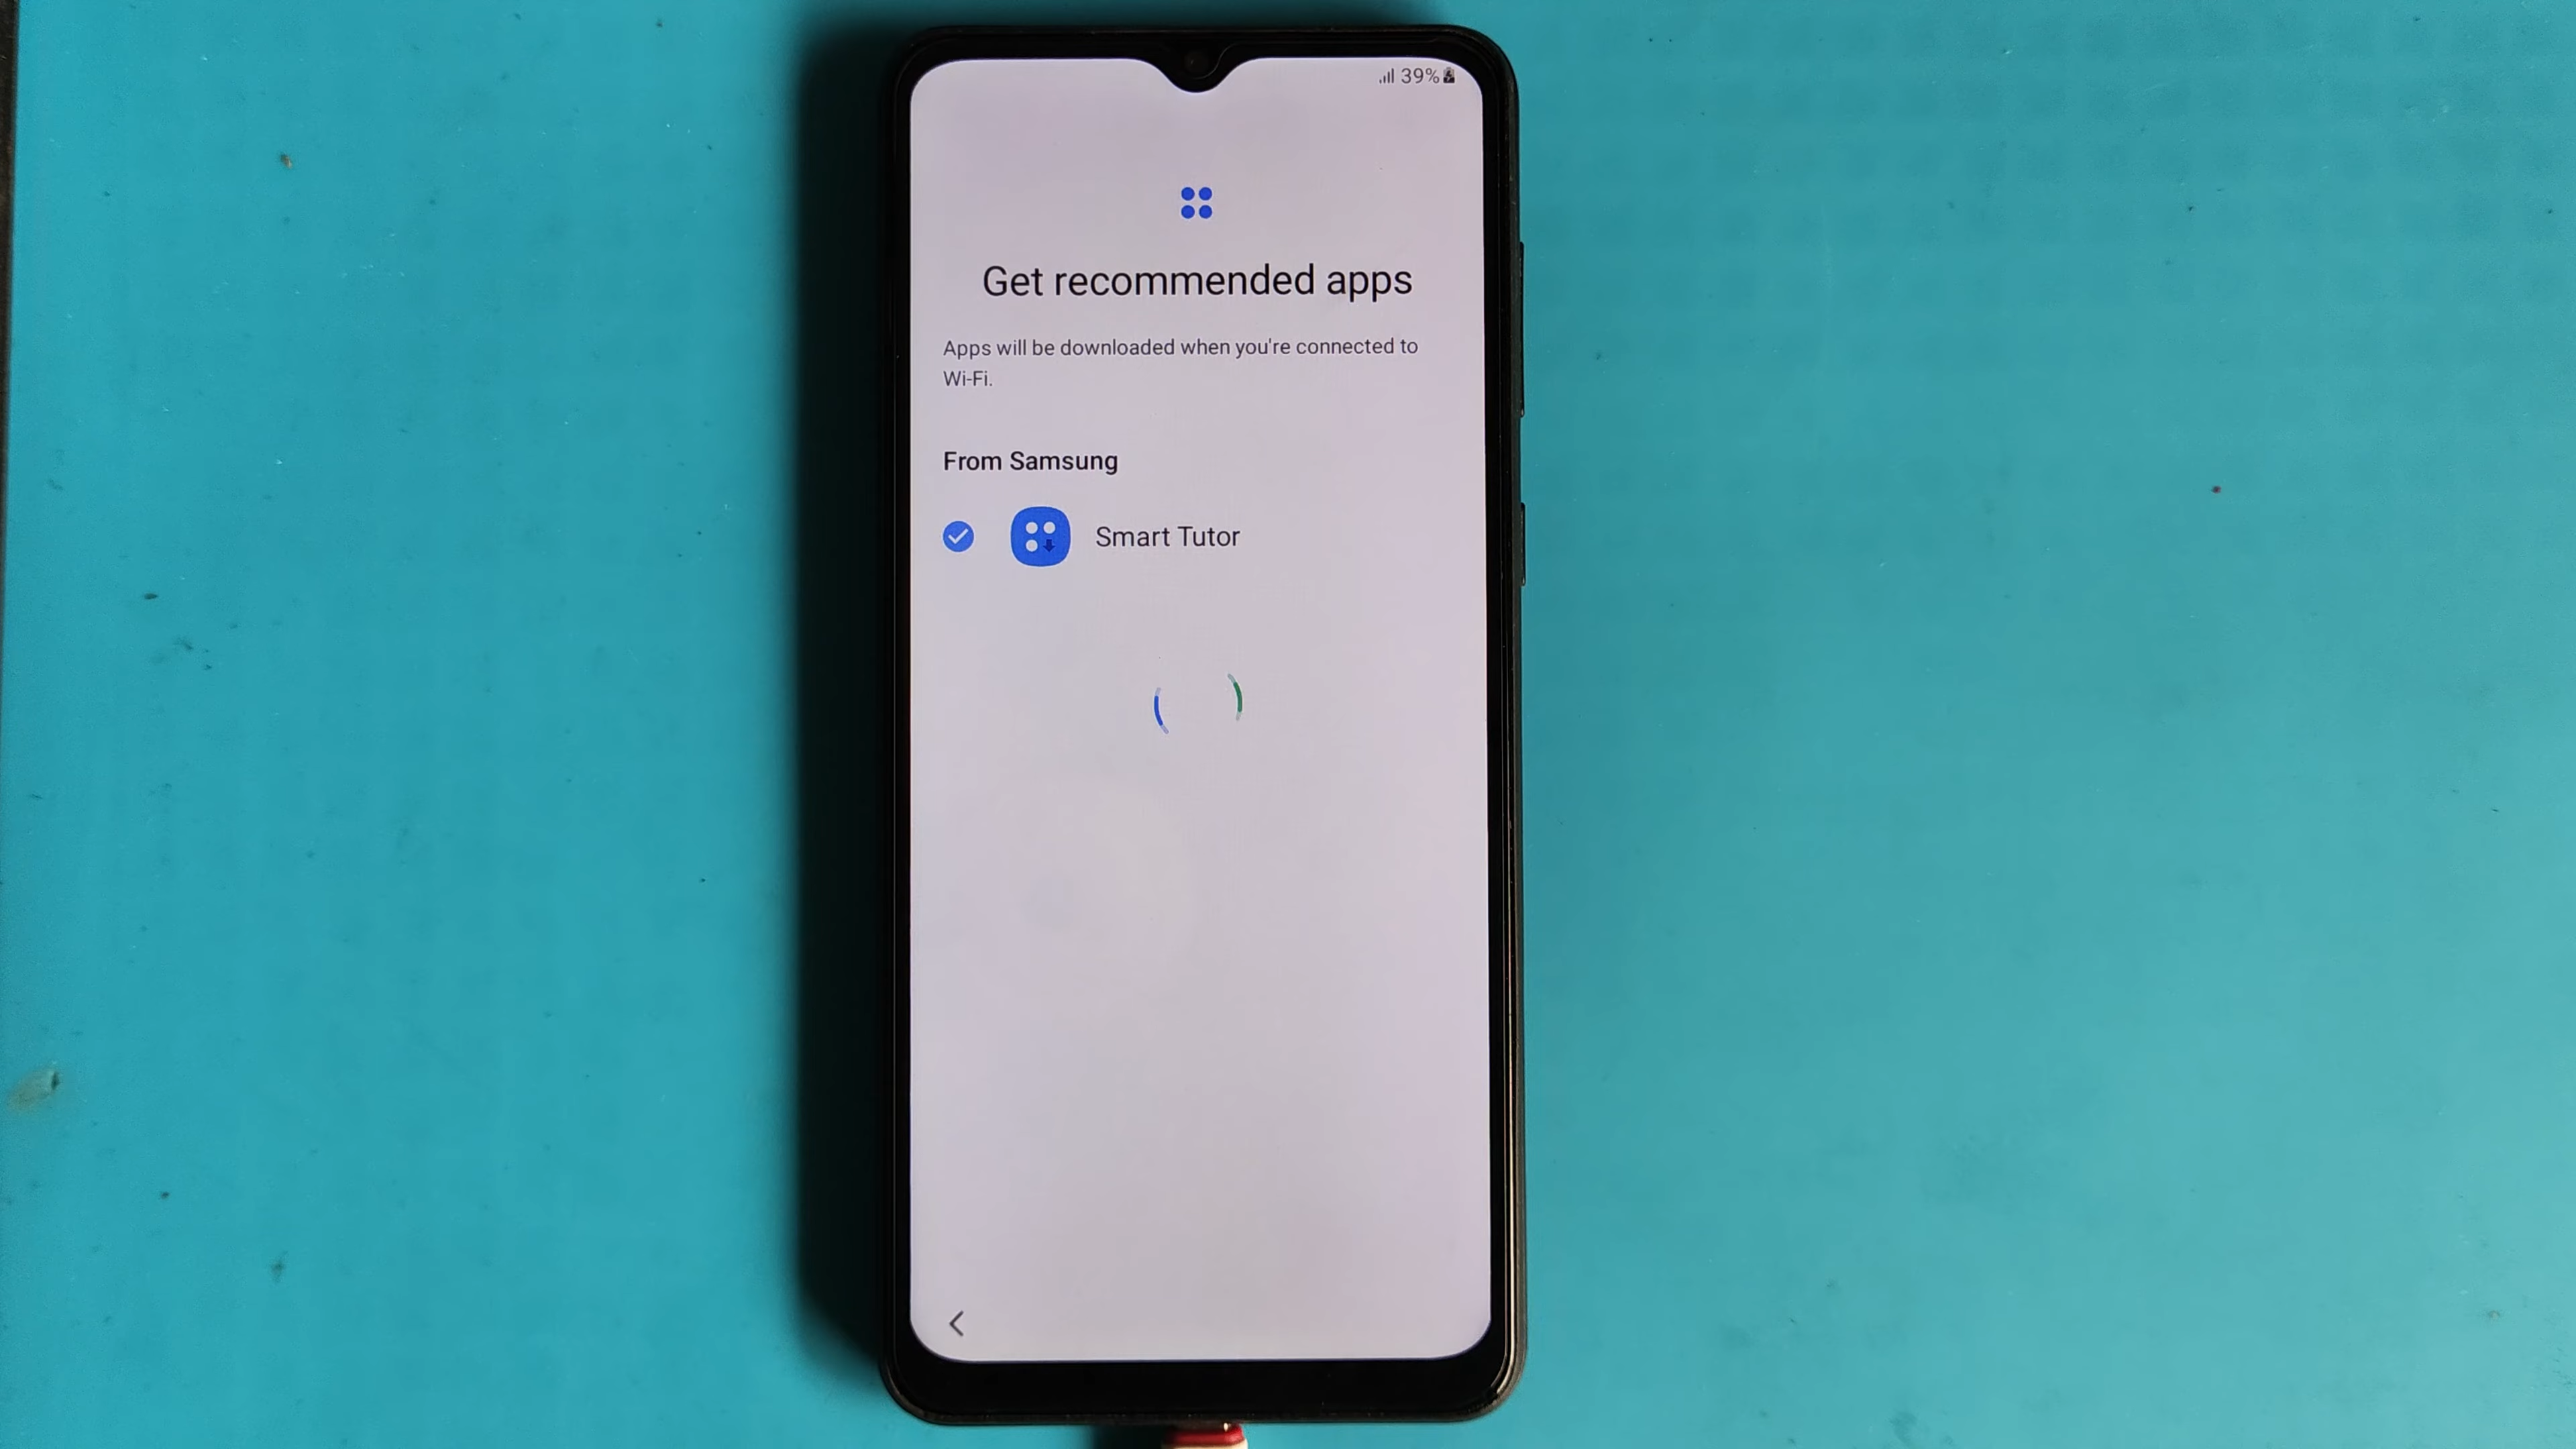 39%
Get recommended apps
Apps will be downloaded when you're connected to
Wi-Fi.
From Samsung
Smart Tutor